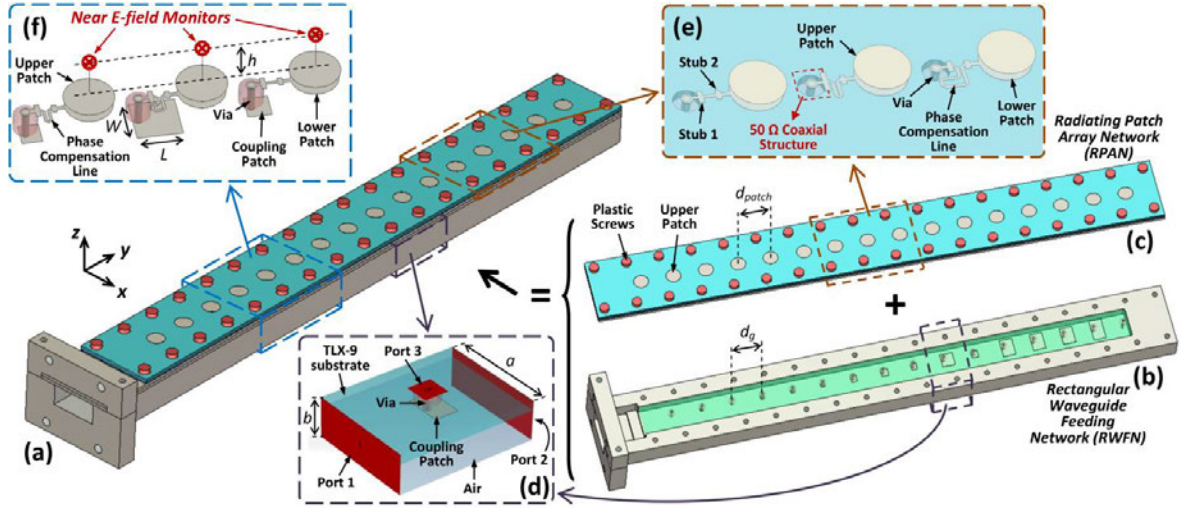 (f)
Near E-field Monitors
Upper
Patch
h
W
L
Via
Phase Compensation
Line
Coupling
Patch
Lower
Patch
(e)
Stub 2
Upper
Patch
Stub 1
50 Ω Coaxial
Structure
Via
Phase
Compensation
Line
Lower
Patch
Radiating Patch
Array Network
(RPAN)
z
y
x
(a)
=
Plastic
Screws
Upper
Patch
d_patch
(c)
+
d_g
(b)
Rectangular
Waveguide
Feeding
Network (RWFN)
TLX-9
substrate
Port 3
a
b
Via
Coupling
Patch
Port 1
Air
Port 2
(d)